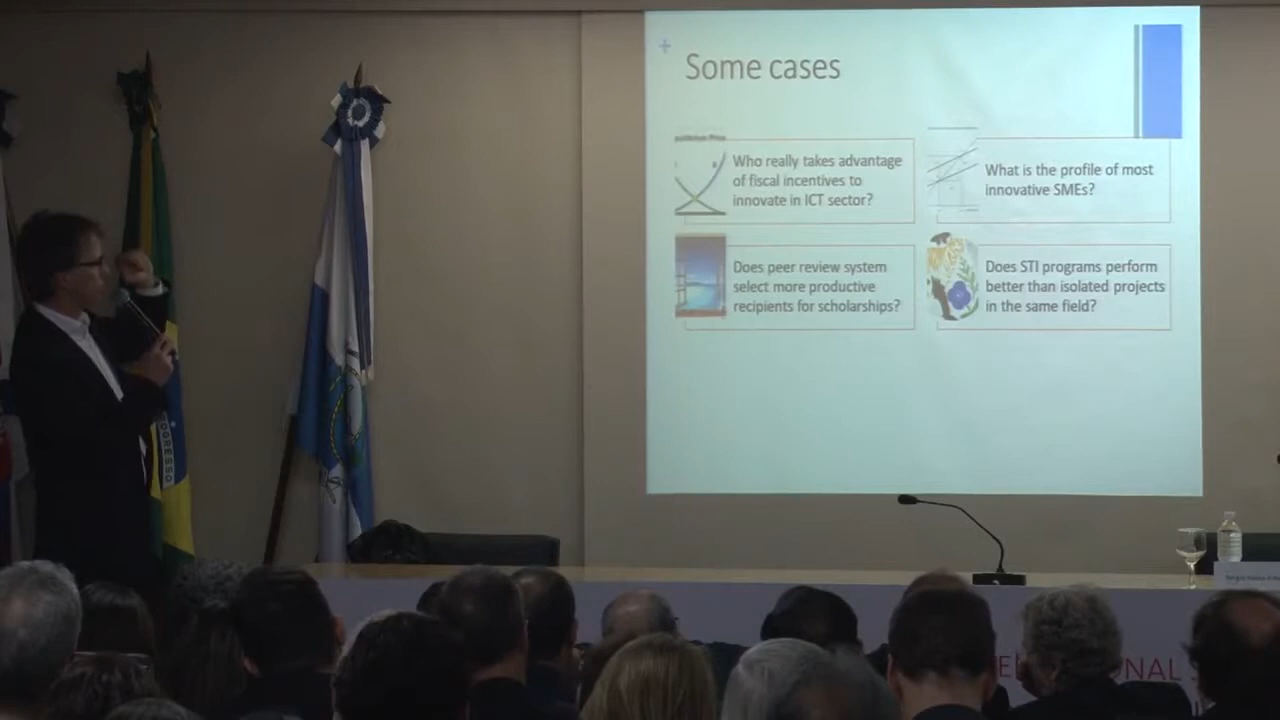 +
Some cases
Who really takes advantage
of fiscal incentives to
innovate in ICT sector?
What is the profile of most
innovative SMEs?
Does peer review system
select more productive
recipients for scholarships?
Does STI programs perform
better than isolated projects
in the same field?